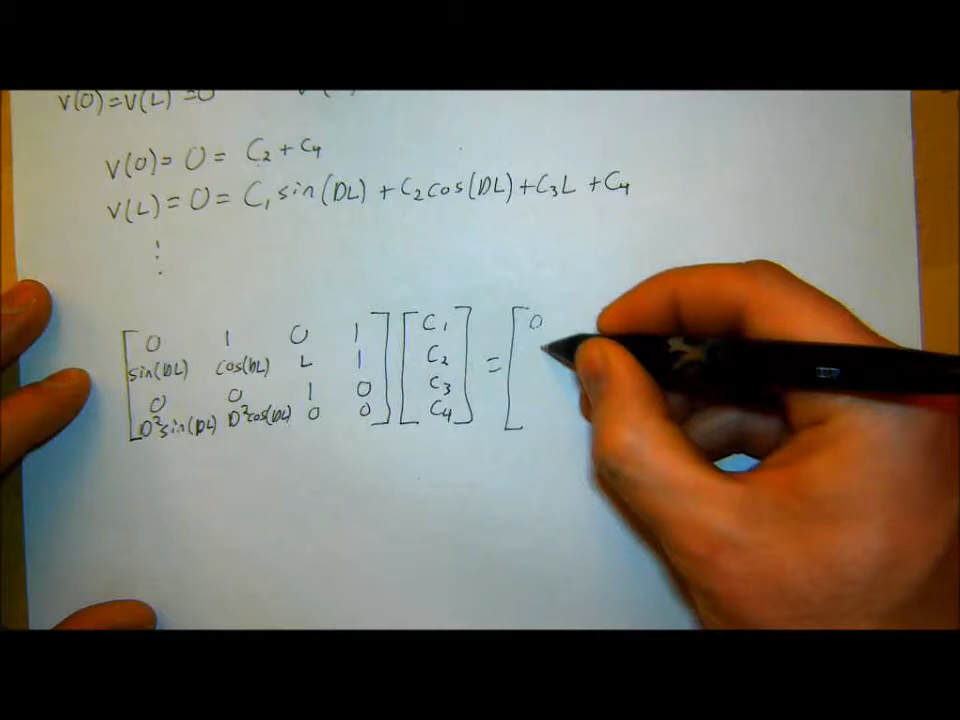 V(0)=V(L)=0
V(0)= 0 = C₂ + C₄
V(L)= 0 = C₁ sin(DL) + C₂ cos(DL) + C₃L + C₄
⋮
[ 0 1 0 1 ] [ C₁ ] [ 0
sin(DL) cos(DL) L 1 C₂ =
0 0 1 0 C₃
D²sin(DL) D²cos(DL) 0 0 C₄